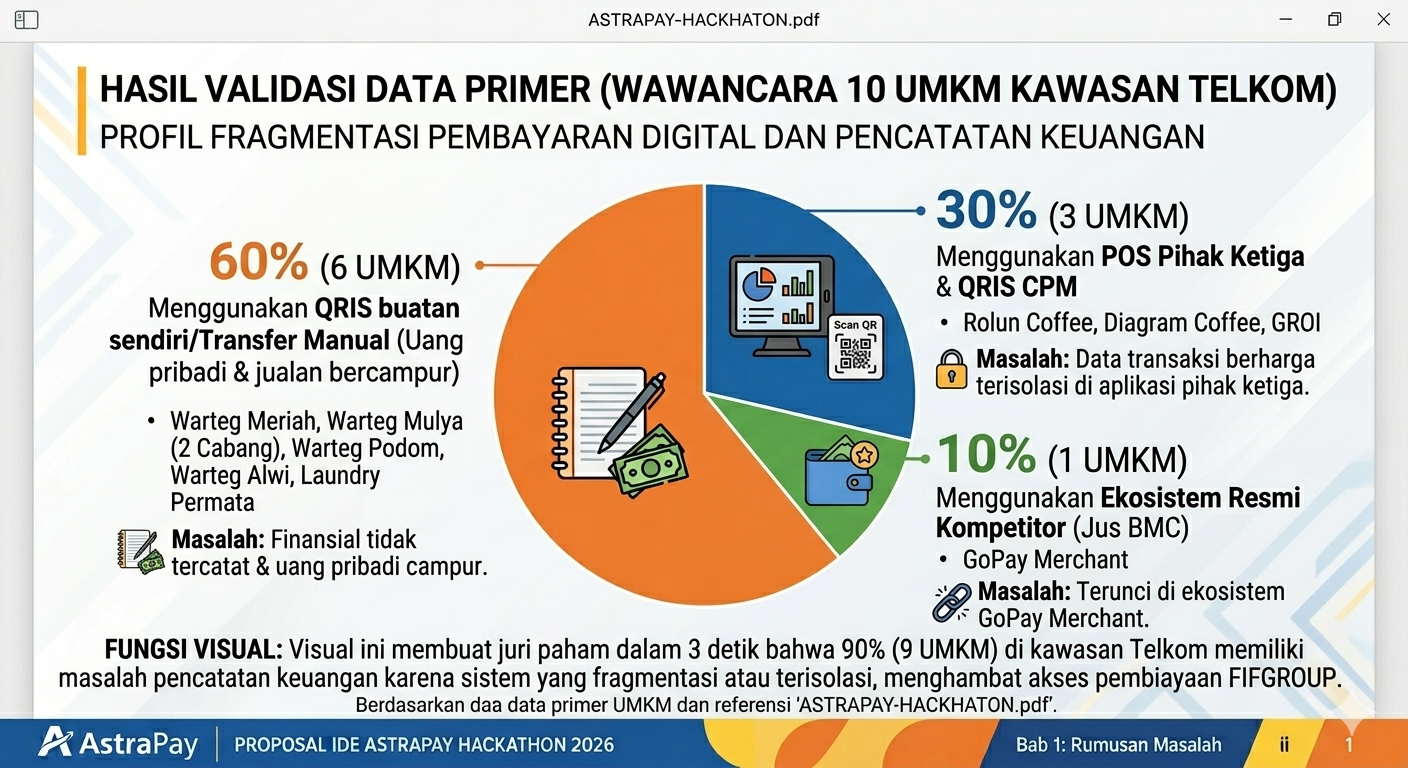 ASTRAPAY-HACKHATON.pdf
HASIL VALIDASI DATA PRIMER (WAWANCARA 10 UMKM KAWASAN TELKOM)
PROFIL FRAGMENTASI PEMBAYARAN DIGITAL DAN PENCATATAN KEUANGAN
60% (6 UMKM)
Menggunakan QRIS buatan
sendiri/Transfer Manual (Uang
pribadi & jualan bercampur)
• Warteg Meriah, Warteg Mulya
(2 Cabang), Warteg Podom,
Warteg Alwi, Laundry
Permata
Masalah: Finansial tidak
tercatat & uang pribadi campur.
Scan QR
30% (3 UMKM)
Menggunakan POS Pihak Ketiga
& QRIS CPM
• Rolun Coffee, Diagram Coffee, GROI
Masalah: Data transaksi berharga
terisolasi di aplikasi pihak ketiga.
10% (1 UMKM)
Menggunakan Ekosistem Resmi
Kompetitor (Jus BMC)
• GoPay Merchant
Masalah: Terunci di ekosistem
GoPay Merchant.
FUNGSI VISUAL: Visual ini membuat juri paham dalam 3 detik bahwa 90% (9 UMKM) di kawasan Telkom memiliki
masalah pencatatan keuangan karena sistem yang fragmentasi atau terisolasi, menghambat akses pembiayaan FIFGROUP.
Berdasarkan daa data primer UMKM dan referensi 'ASTRAPAY-HACKHATON.pdf'.
AstraPay
PROPOSAL IDE ASTRAPAY HACKATHON 2026
Bab 1: Rumusan Masalah
ii
1